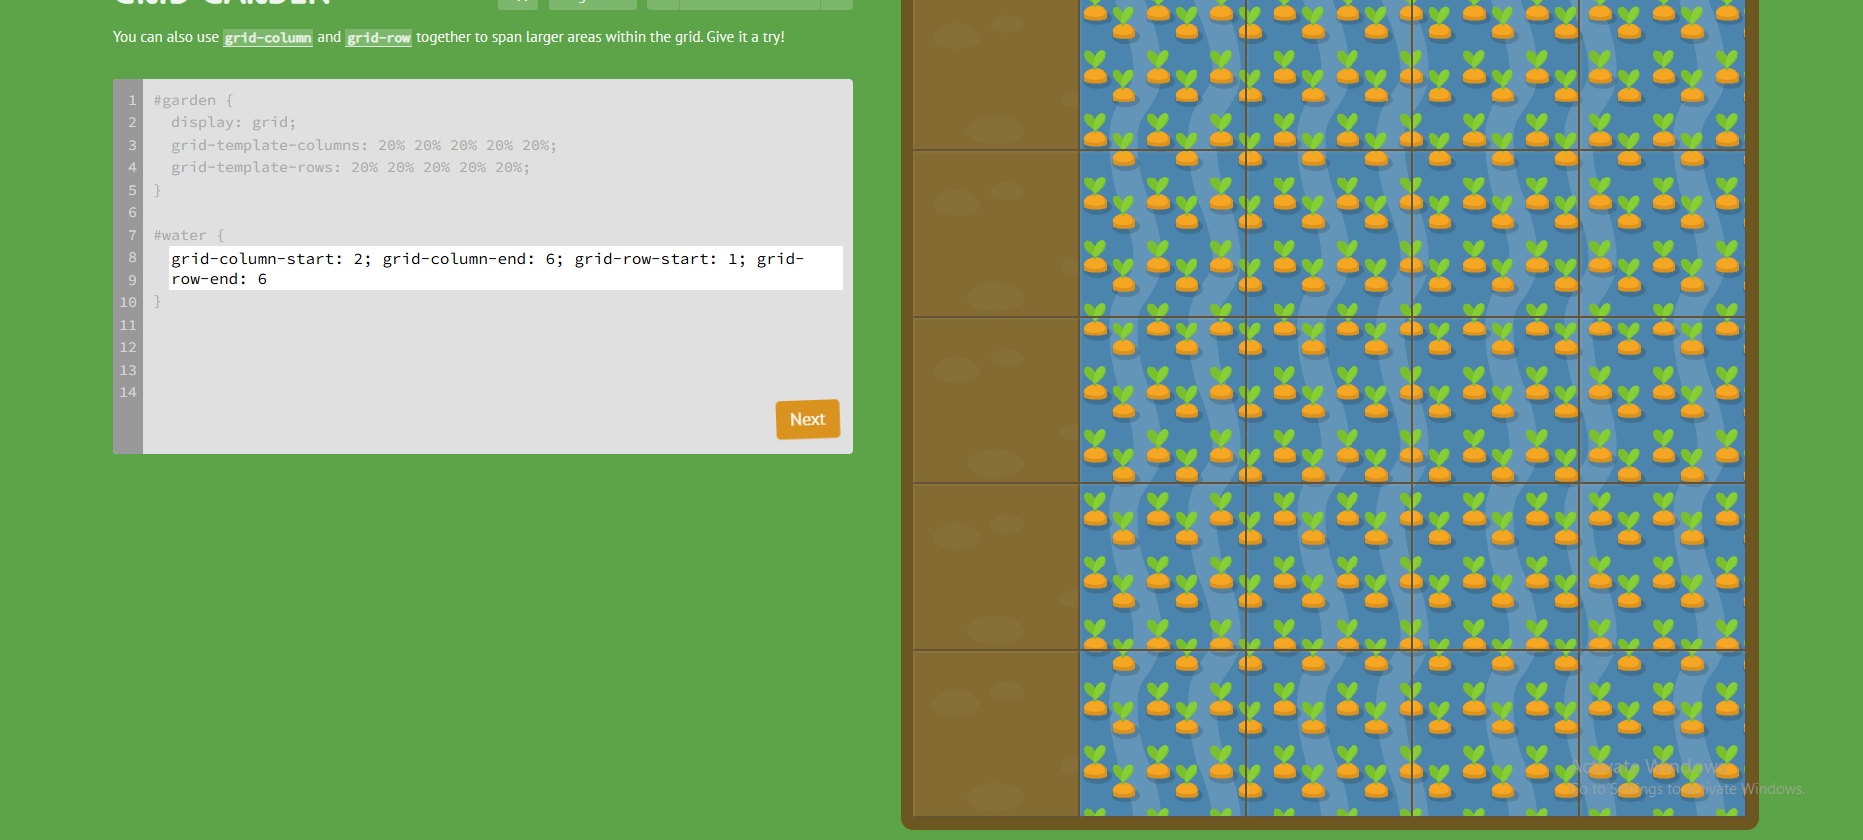 GRID GARDEN
You can also use grid-column and grid-row together to span larger areas within the grid. Give it a try!
1 #garden {
2 display: grid;
3 grid-template-columns: 20% 20% 20% 20% 20%;
4 grid-template-rows: 20% 20% 20% 20% 20%;
5 }
6
7 #water {
8 grid-column-start: 2; grid-column-end: 6; grid-row-start: 1; grid-
9 row-end: 6
10 }
11
12
13
14
Next
Activate Windows
Go to Settings to activate Windows.